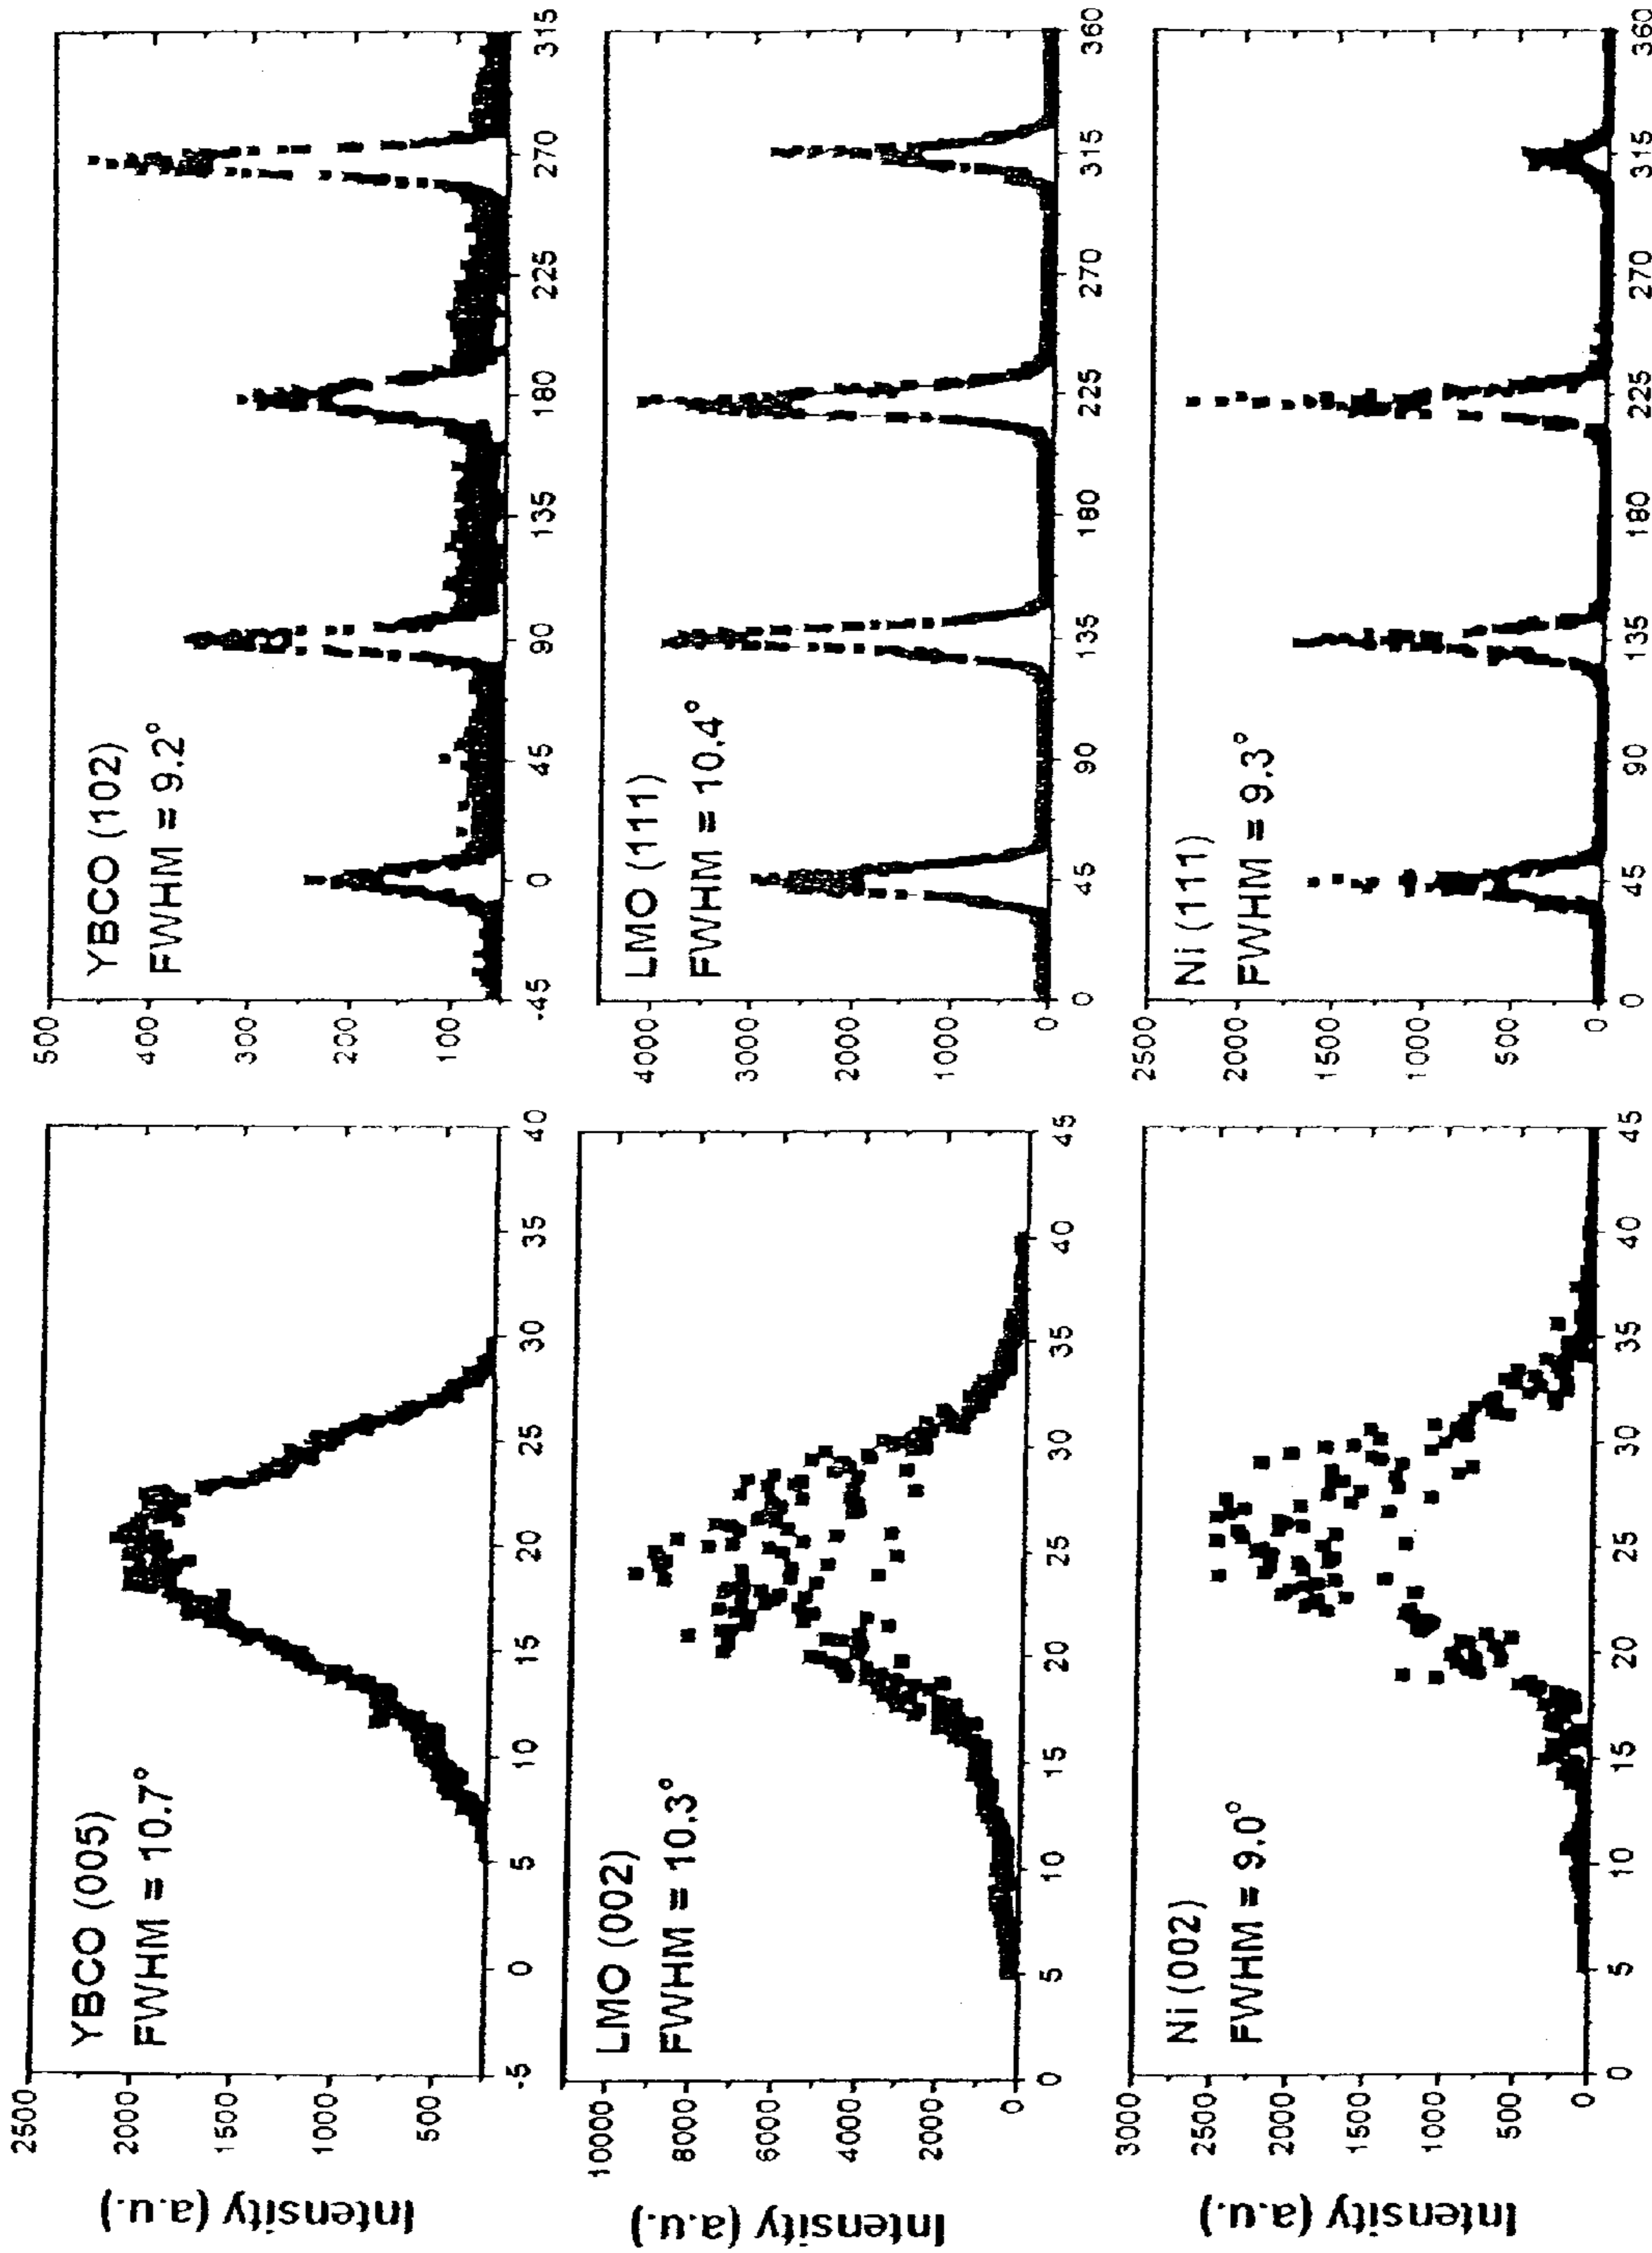 Intensity (a.u.)
2500
2000
1500
1000
500
YBCO (005)
FWHM = 10.7°
-5 0 5 10 15 20 25 30 35 40
500
400
300
200
100
YBCO (102)
FWHM = 9.2°
-45 0 45 90 135 180 225 270 315
Intensity (a.u.)
10000
8000
6000
4000
2000
0
LMO (002)
FWHM = 10.3°
0 5 10 15 20 25 30 35 40 45
4000
3000
2000
1000
0
LMO (111)
FWHM = 10.4°
0 45 90 135 180 225 270 315 360
Intensity (a.u.)
3000
2500
2000
1500
1000
500
0
Ni (002)
FWHM = 9.0°
0 5 10 15 20 25 30 35 40 45
2500
2000
1500
1000
500
0
Ni (111)
FWHM = 9.3°
0 45 90 135 180 225 270 315 360